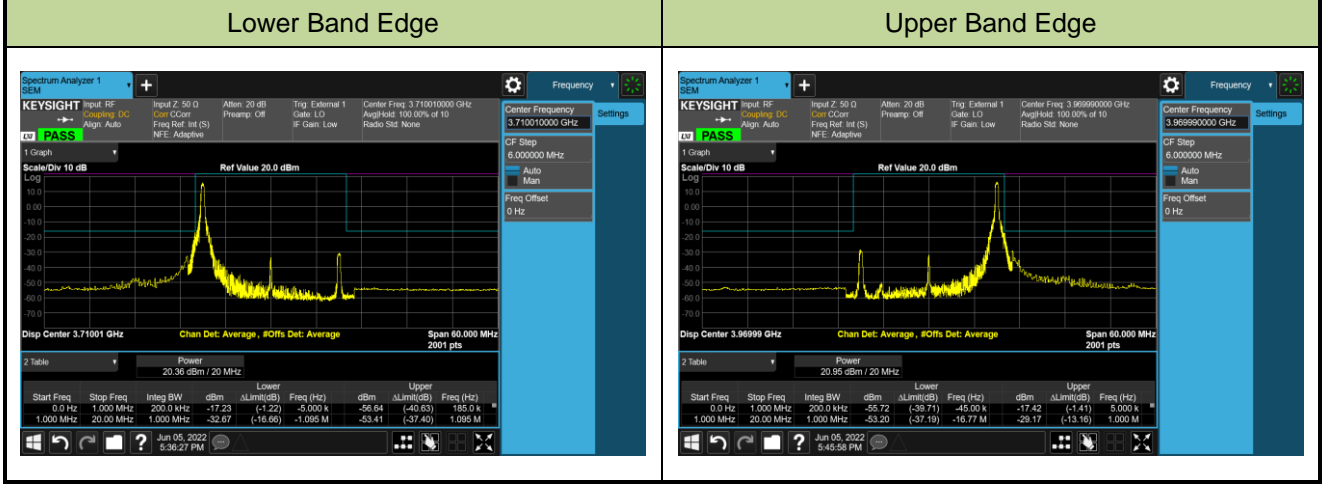 Lower Band Edge
Upper Band Edge
Spectrum Analyzer 1
SEM
Frequency
KEYSIGHT Input: RF Input Z: 50 Ω Atten: 20 dB Trig: External 1 Center Freq: 3.710010000 GHz
Coupling: DC Corr CCorr Preamp: Off Gate: LO Avg|Hold: 100.00% of 10
Align: Auto Freq Ref: Int (S) IF Gain: Low Radio Std: None
LXI PASS NFE: Adaptive
Center Frequency
3.710010000 GHz
Settings
CF Step
6.000000 MHz
Auto
Man
Freq Offset
0 Hz
1 Graph
Scale/Div 10 dB Ref Value 20.0 dBm
Log
10.0
0.00
-10.0
-20.0
-30.0
-40.0
-50.0
-60.0
-70.0
Disp Center 3.71001 GHz Chan Det: Average, #Offs Det: Average Span 60.000 MHz
2001 pts
2 Table
Power
20.36 dBm / 20 MHz
Lower Upper
Start Freq Stop Freq Integ BW dBm ΔLimit(dB) Freq (Hz) dBm ΔLimit(dB) Freq (Hz)
0.0 Hz 1.000 MHz 200.0 kHz -17.23 (-1.22) -5.000 k -56.64 (-40.63) 185.0 k
1.000 MHz 20.00 MHz 1.000 MHz -32.67 (-16.66) -1.095 M -53.41 (-37.40) 1.095 M
Jun 05, 2022
5:36:27 PM
Spectrum Analyzer 1
SEM
Frequency
KEYSIGHT Input: RF Input Z: 50 Ω Atten: 20 dB Trig: External 1 Center Freq: 3.969990000 GHz
Coupling: DC Corr CCorr Preamp: Off Gate: LO Avg|Hold: 100.00% of 10
Align: Auto Freq Ref: Int (S) IF Gain: Low Radio Std: None
LXI PASS NFE: Adaptive
Center Frequency
3.969990000 GHz
Settings
CF Step
6.000000 MHz
Auto
Man
Freq Offset
0 Hz
1 Graph
Scale/Div 10 dB Ref Value 20.0 dBm
Log
10.0
0.00
-10.0
-20.0
-30.0
-40.0
-50.0
-60.0
-70.0
Disp Center 3.96999 GHz Chan Det: Average, #Offs Det: Average Span 60.000 MHz
2001 pts
2 Table
Power
20.95 dBm / 20 MHz
Lower Upper
Start Freq Stop Freq Integ BW dBm ΔLimit(dB) Freq (Hz) dBm ΔLimit(dB) Freq (Hz)
0.0 Hz 1.000 MHz 200.0 kHz -55.72 (-39.71) -45.00 k -17.42 (-1.41) 5.000 k
1.000 MHz 20.00 MHz 1.000 MHz -53.20 (-37.19) -16.77 M -29.17 (-13.16) 1.000 M
Jun 05, 2022
5:45:58 PM